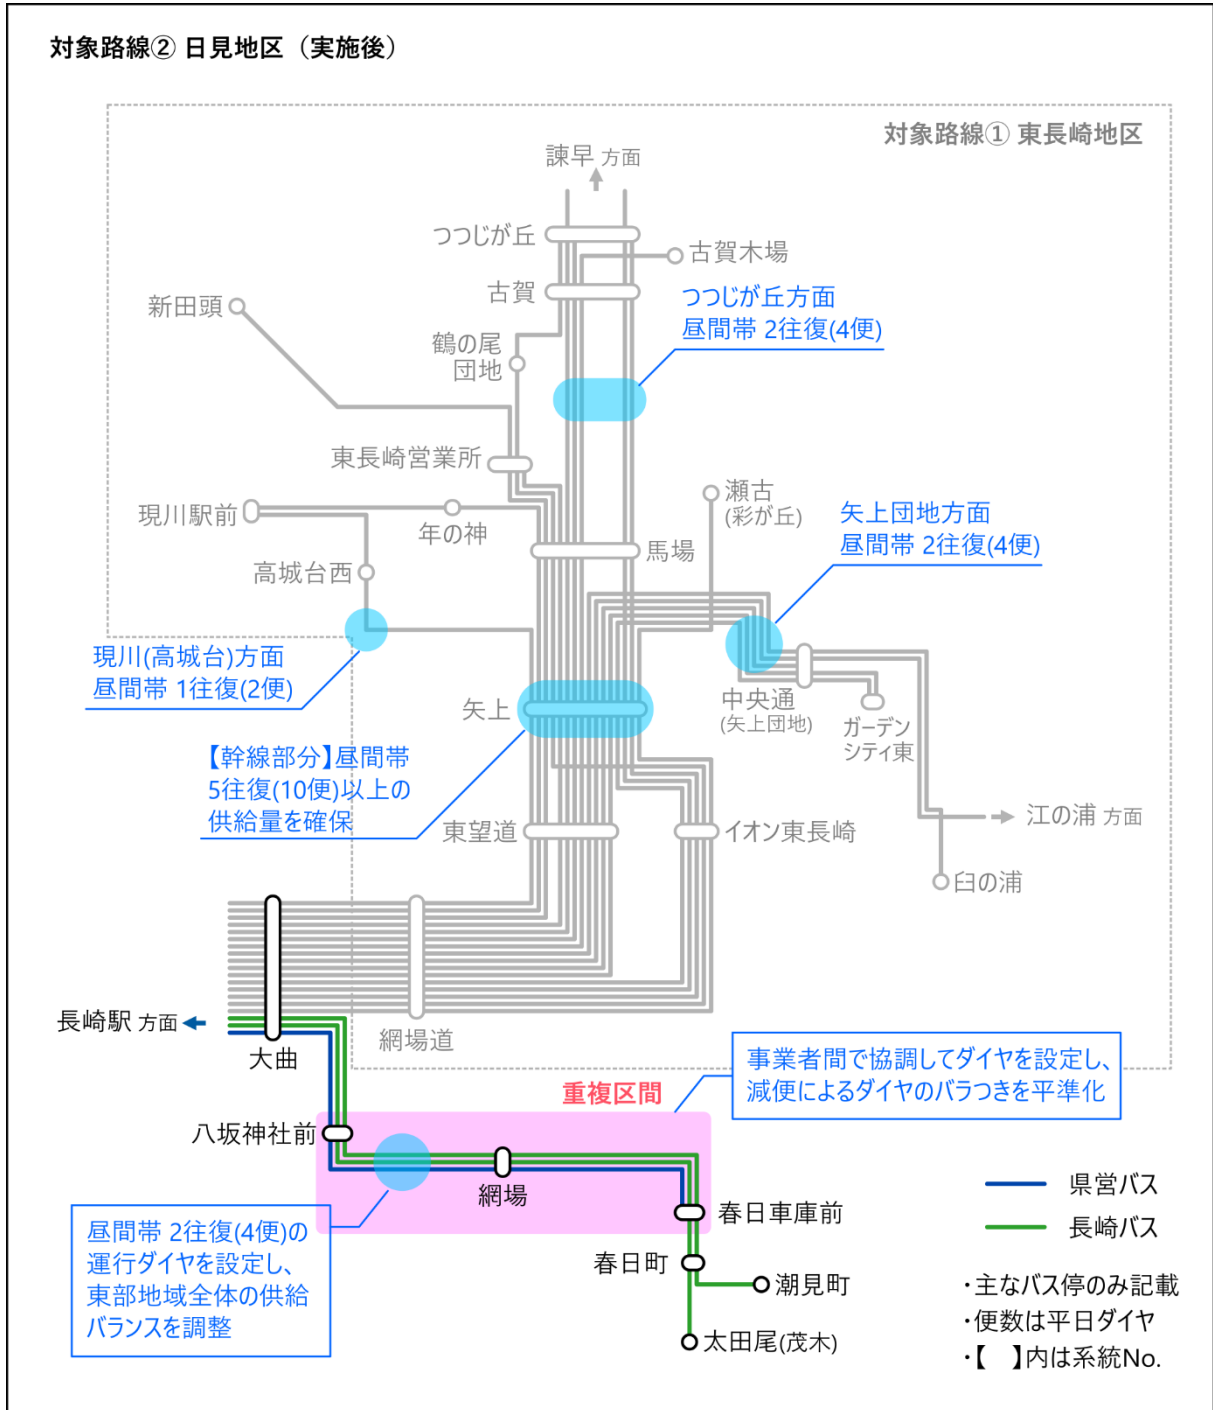 対象路線② 日見地区（実施後）
対象路線① 東長崎地区
諫早 方面
つつじが丘
古賀木場
古賀
つつじが丘方面
昼間帯 2往復(4便)
新田頭
鶴の尾
団地
東長崎営業所
瀬古
(彩が丘)
現川駅前
年の神
矢上団地方面
昼間帯 2往復(4便)
馬場
高城台西
現川(高城台)方面
昼間帯 1往復(2便)
矢上
中央通
(矢上団地)
ガーデン
シティ東
【幹線部分】昼間帯
5往復(10便)以上の
供給量を確保
東望道
イオン東長崎
江の浦 方面
臼の浦
長崎駅 方面
大曲
網場道
事業者間で協調してダイヤを設定し、
減便によるダイヤのバラつきを平準化
重複区間
八坂神社前
網場
春日車庫前
昼間帯 2往復(4便)の
運行ダイヤを設定し、
東部地域全体の供給
バランスを調整
春日町
潮見町
太田尾(茂木)
県営バス
長崎バス
・主なバス停のみ記載
・便数は平日ダイヤ
・【　】内は系統No.